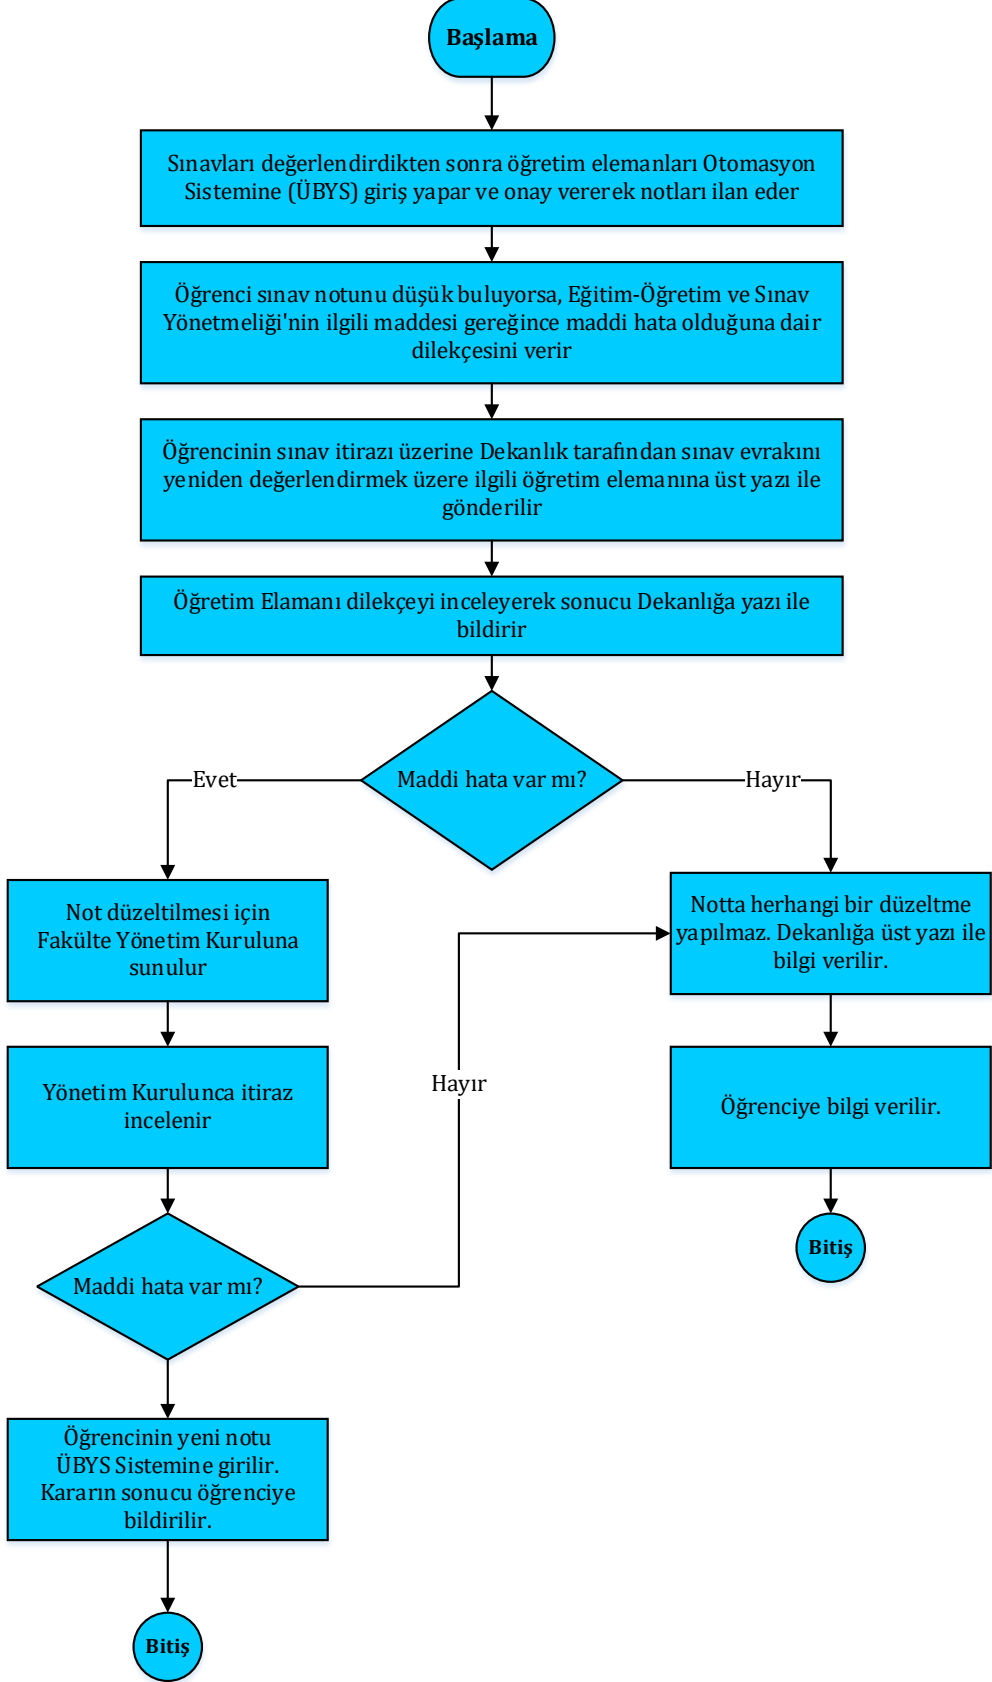 Başlama
Sınavları değerlendirdikten sonra öğretim elemanları Otomasyon
Sistemine (ÜBYS) giriş yapar ve onay vererek notları ilan eder
Öğrenci sınav notunu düşük buluyorsa, Eğitim-Öğretim ve Sınav
Yönetmeliği'nin ilgili maddesi gereğince maddi hata olduğuna dair
dilekçesini verir
Öğrencinin sınav itirazı üzerine Dekanlık tarafından sınav evrakını
yeniden değerlendirmek üzere ilgili öğretim elemanına üst yazı ile
gönderilir
Öğretim Elamanı dilekçeyi inceleyerek sonucu Dekanlığa yazı ile
bildirir
Maddi hata var mı?
Evet
Hayır
Not düzeltilmesi için
Fakülte Yönetim Kuruluna
sunulur
Notta herhangi bir düzeltme
yapılmaz. Dekanlığa üst yazı ile
bilgi verilir.
Yönetim Kurulunca itiraz
incelenir
Hayır
Öğrenciye bilgi verilir.
Bitiş
Maddi hata var mı?
Öğrencinin yeni notu
ÜBYS Sistemine girilir.
Kararın sonucu öğrenciye
bildirilir.
Bitiş